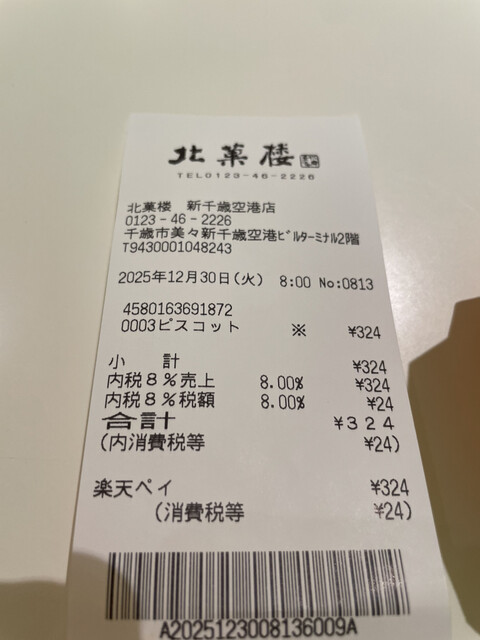 北菓楼
TEL0123-46-2226
北菓楼 新千歳空港店
0123-46-2226
千歳市美々新千歳空港ﾋﾞﾙターミナル2階
T9430001048243
2025年12月30日(火) 8:00 No:0813
4580163691872
0003ピスコット ※ ¥324
小 計 ¥324
内税8%売上 8.00% ¥324
内税8%税額 8.00% ¥24
合計 ¥324
(内消費税等 ¥24)
楽天ペイ ¥324
(消費税等 ¥24)
A2025123008136009A